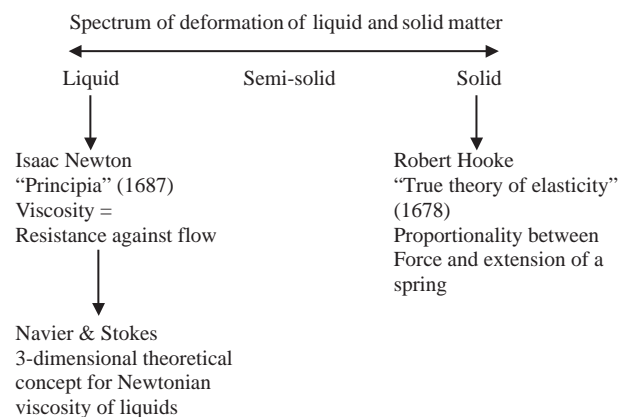 Spectrum of deformation of liquid and solid matter
Liquid
Semi-solid
Solid
Isaac Newton
“Principia” (1687)
Viscosity =
Resistance against flow
Robert Hooke
“True theory of elasticity”
(1678)
Proportionality between
Force and extension of a
spring
Navier & Stokes
3-dimensional theoretical
concept for Newtonian
viscosity of liquids